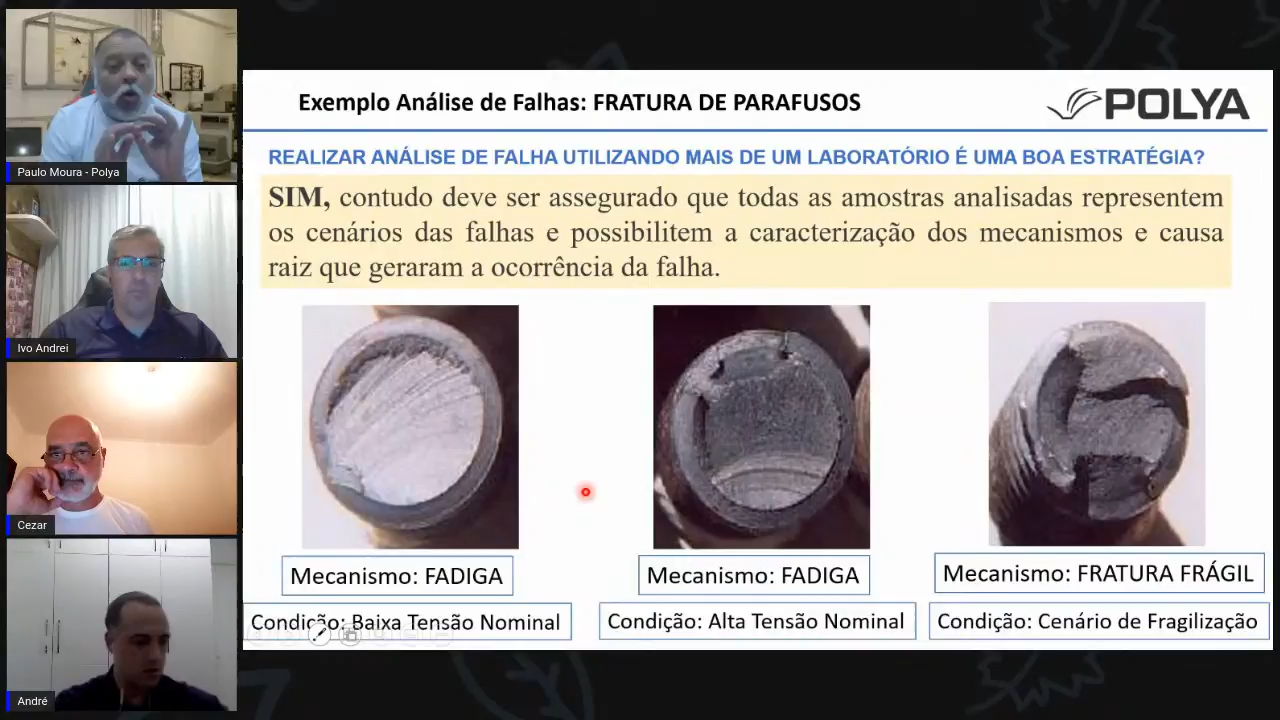 Exemplo Análise de Falhas: FRATURA DE PARAFUSOS
POLYA
REALIZAR ANÁLISE DE FALHA UTILIZANDO MAIS DE UM LABORATÓRIO É UMA BOA ESTRATÉGIA?
SIM, contudo deve ser assegurado que todas as amostras analisadas representem
os cenários das falhas e possibilitem a caracterização dos mecanismos e causa
raiz que geraram a ocorrência da falha.
Mecanismo: FADIGA
Condição: Baixa Tensão Nominal
Mecanismo: FADIGA
Condição: Alta Tensão Nominal
Mecanismo: FRATURA FRÁGIL
Condição: Cenário de Fragilização
Paulo Moura - Polya
Ivo Andrei
Cezar
André